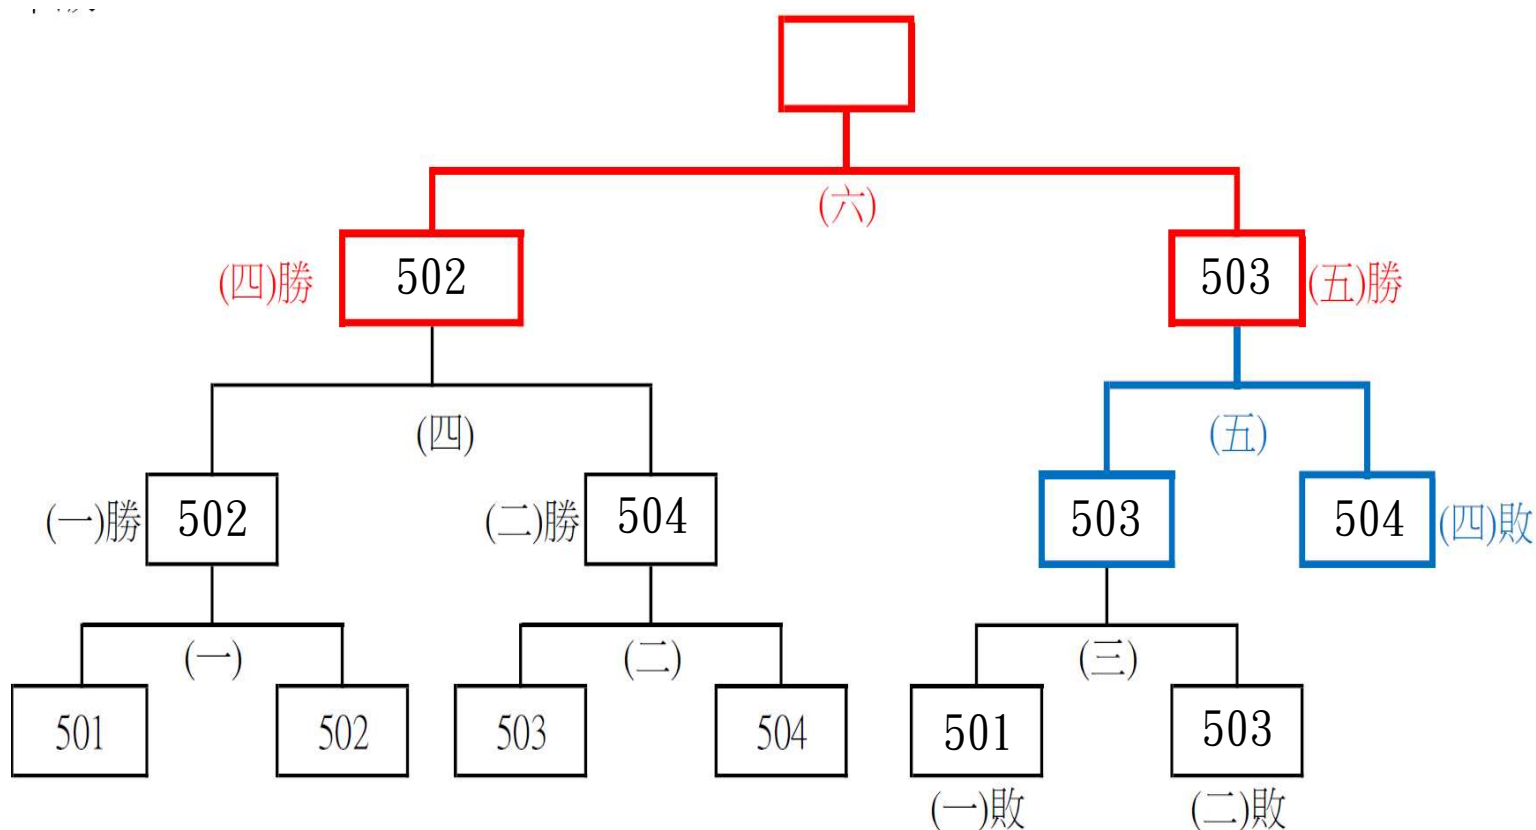 (六)
(四)勝 502 503 (五)勝
(四) (五)
(一)勝 502 (二)勝 504 503 504 (四)敗
(一) (二) (三)
501 502 503 504 501 503
(一)敗 (二)敗